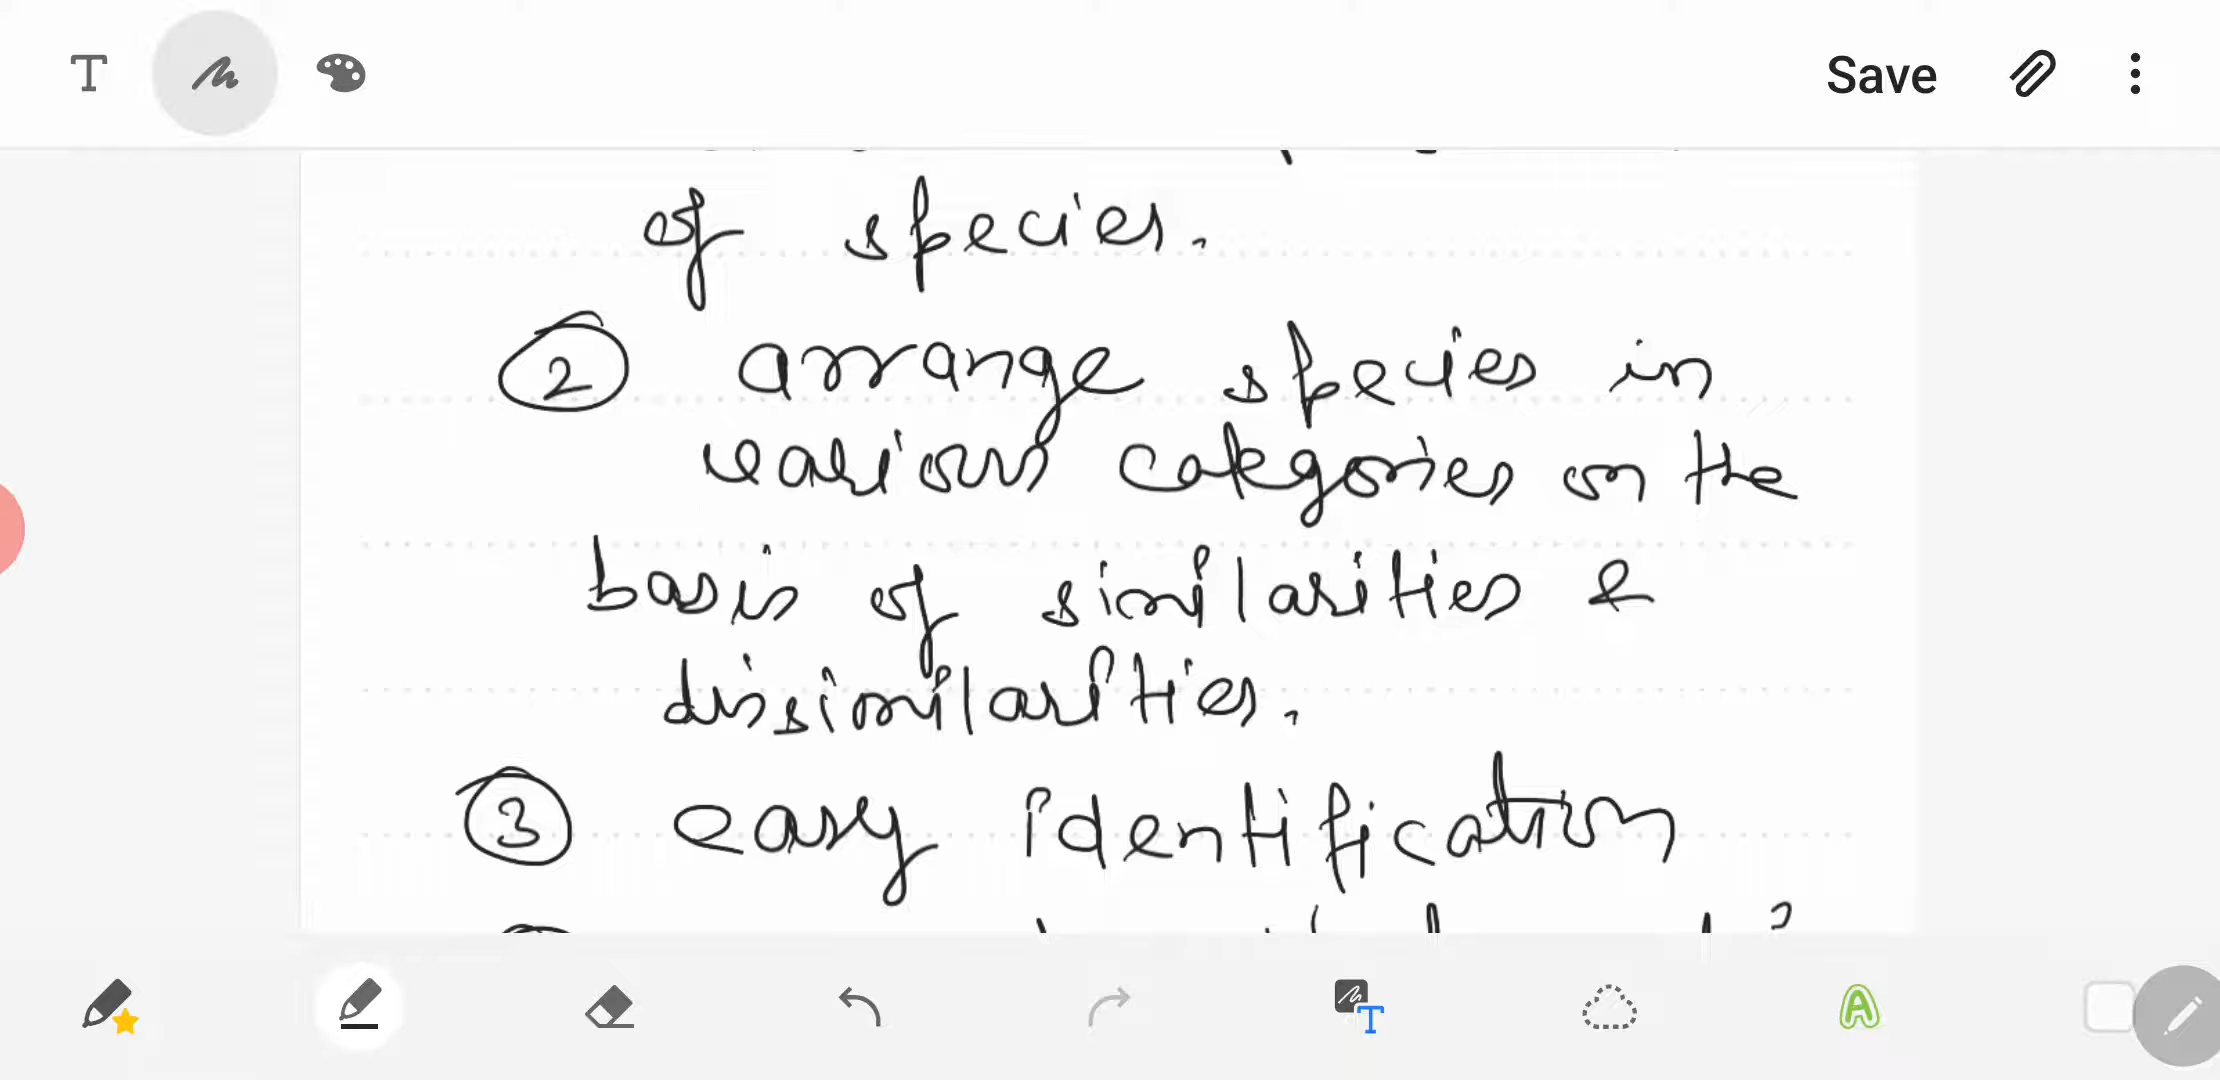 T Save
of species.
2 arrange species in
various categories on the
basis of similarities &
dissimilarities.
3 easy identification
T A